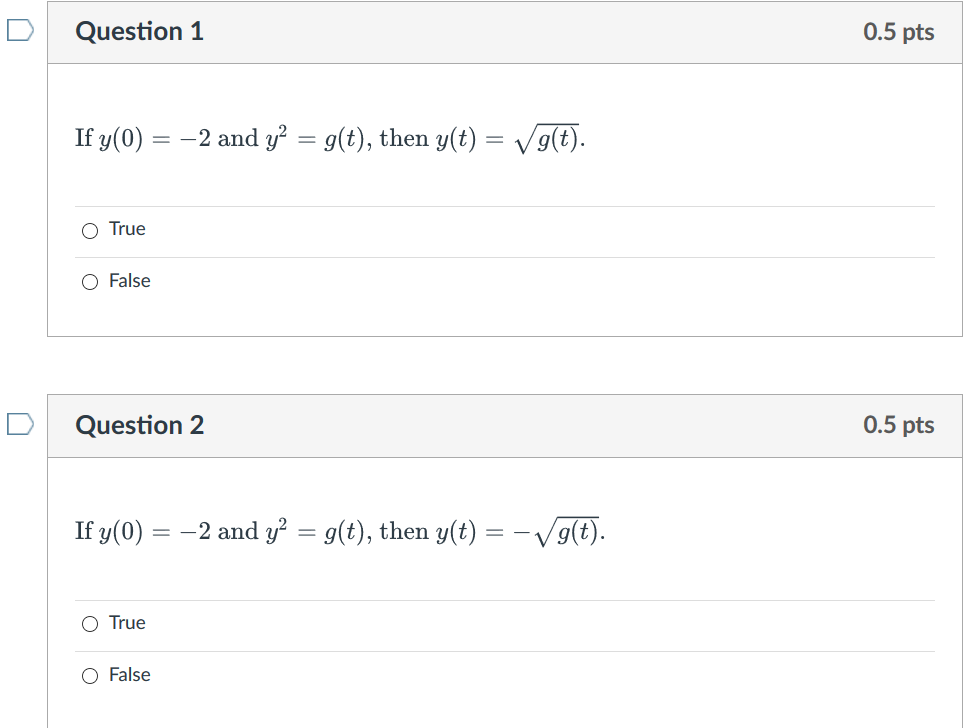 Question 1
0.5 pts
If y(0) = −2 and y² = g(t), then y(t) = √g(t).
True
False
Question 2
0.5 pts
If y(0) = −2 and y² = g(t), then y(t) = −√g(t).
True
False